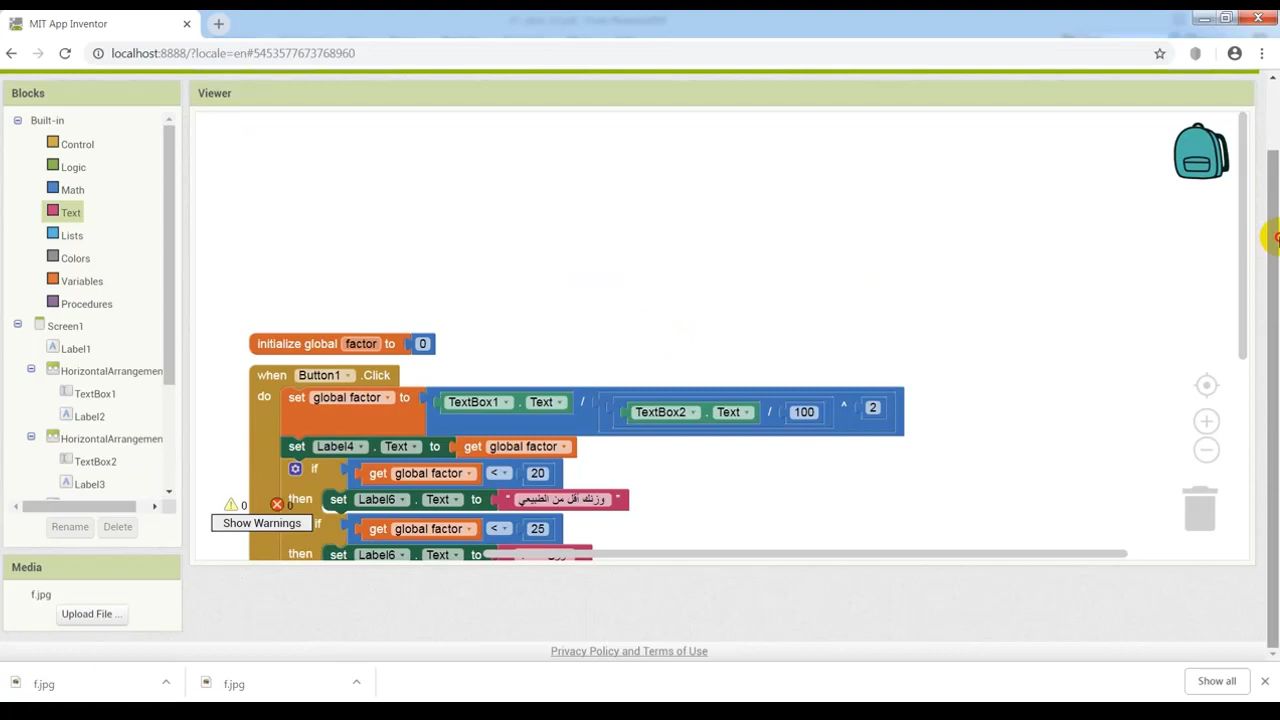 MIT App Inventor
localhost:8888/?locale=en#5453577673768960
Blocks
Viewer
Built-in
Control
Logic
Math
Text
Lists
Colors
Variables
Procedures
Screen1
Label1
HorizontalArrangemen
TextBox1
Label2
HorizontalArrangemen
TextBox2
Label3
Rename
Delete
Media
f.jpg
Upload File ...
initialize global factor to 0
when Button1 .Click
do set global factor to TextBox1 . Text / TextBox2 . Text / 100 ^ 2
set Label4 . Text to get global factor
if get global factor < 20
then set Label6 . Text to " وزنك اقل من الطبيعي "
if get global factor < 25
then set Label6 . Text to
0 0
Show Warnings
Privacy Policy and Terms of Use
f.jpg
f.jpg
Show all